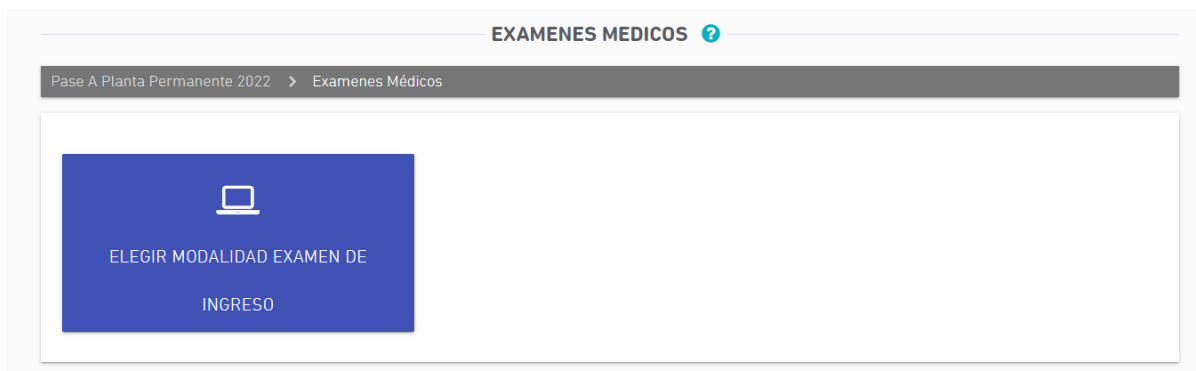 EXAMENES MEDICOS ?
Pase A Planta Permanente 2022 > Examenes Médicos
ELEGIR MODALIDAD EXAMEN DE
INGRESO